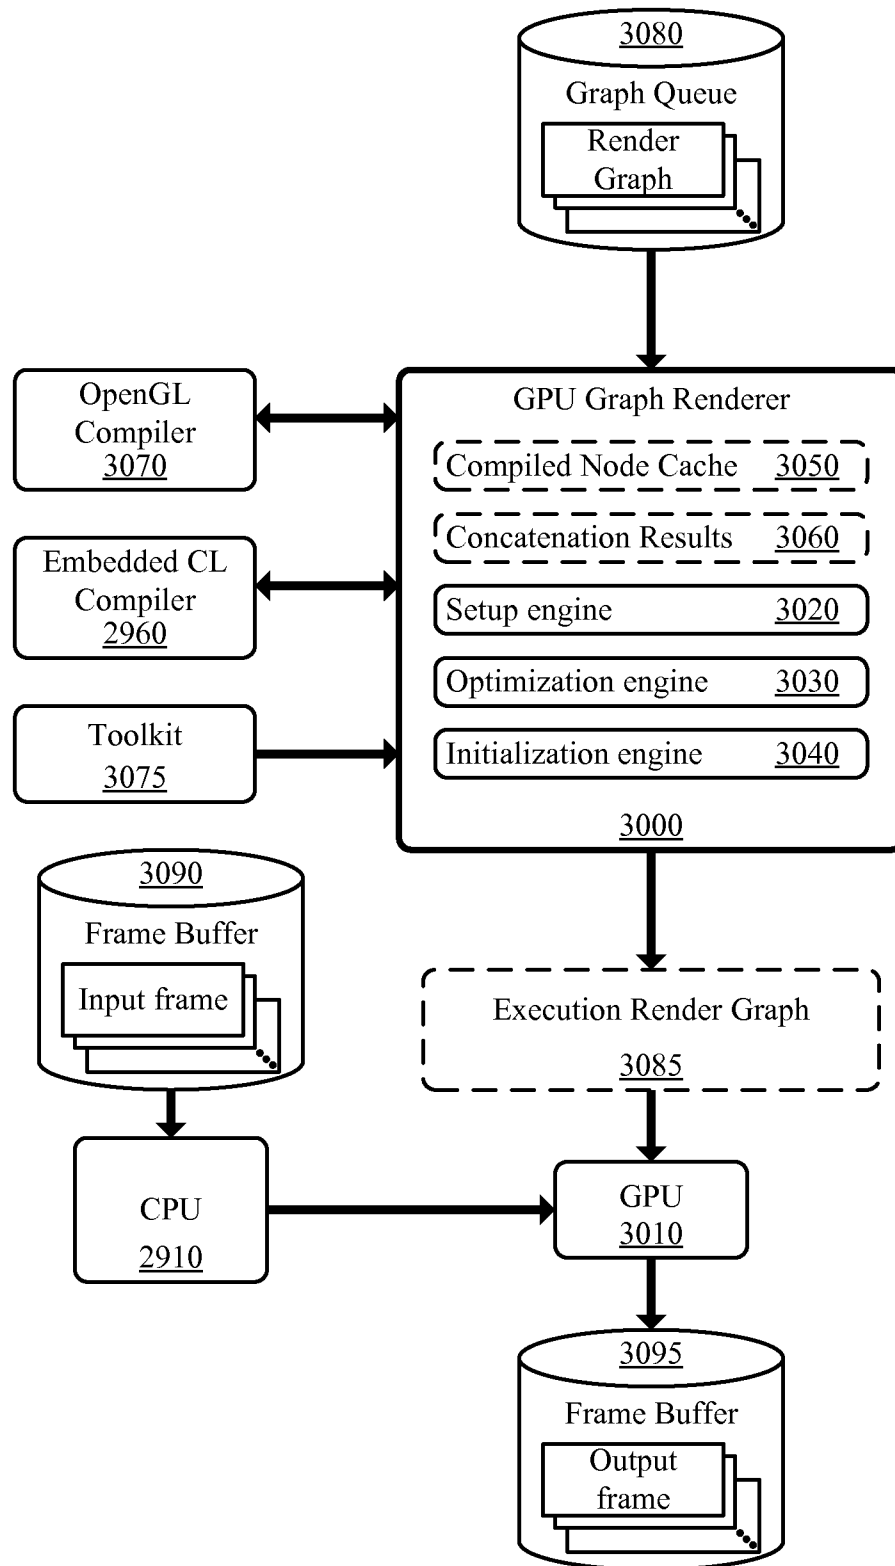 3080
Graph Queue
Render
Graph
OpenGL
Compiler
3070
Embedded CL
Compiler
2960
Toolkit
3075
GPU Graph Renderer
Compiled Node Cache 3050
Concatenation Results 3060
Setup engine 3020
Optimization engine 3030
Initialization engine 3040
3000
3090
Frame Buffer
Input frame
Execution Render Graph
3085
CPU
2910
GPU
3010
3095
Frame Buffer
Output
frame